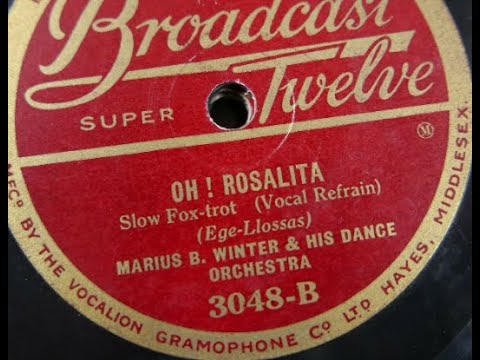 Broadcast
SUPER Twelve
M
OH ! ROSALITA
Slow Fox-trot (Vocal Refrain)
(Ege-Llossas)
MARIUS B. WINTER & HIS DANCE
ORCHESTRA
3048-B
MFCD BY THE VOCALION GRAMOPHONE CO LTD HAYES, MIDDLESEX.